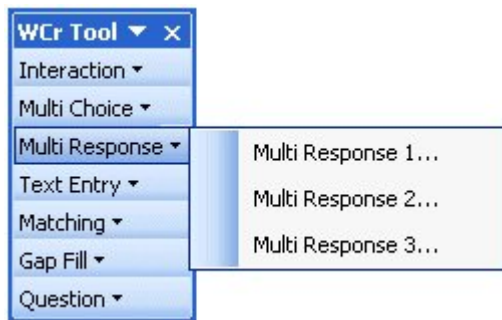 WCr Tool
Interaction
Multi Choice
Multi Response
Multi Response 1...
Multi Response 2...
Multi Response 3...
Text Entry
Matching
Gap Fill
Question